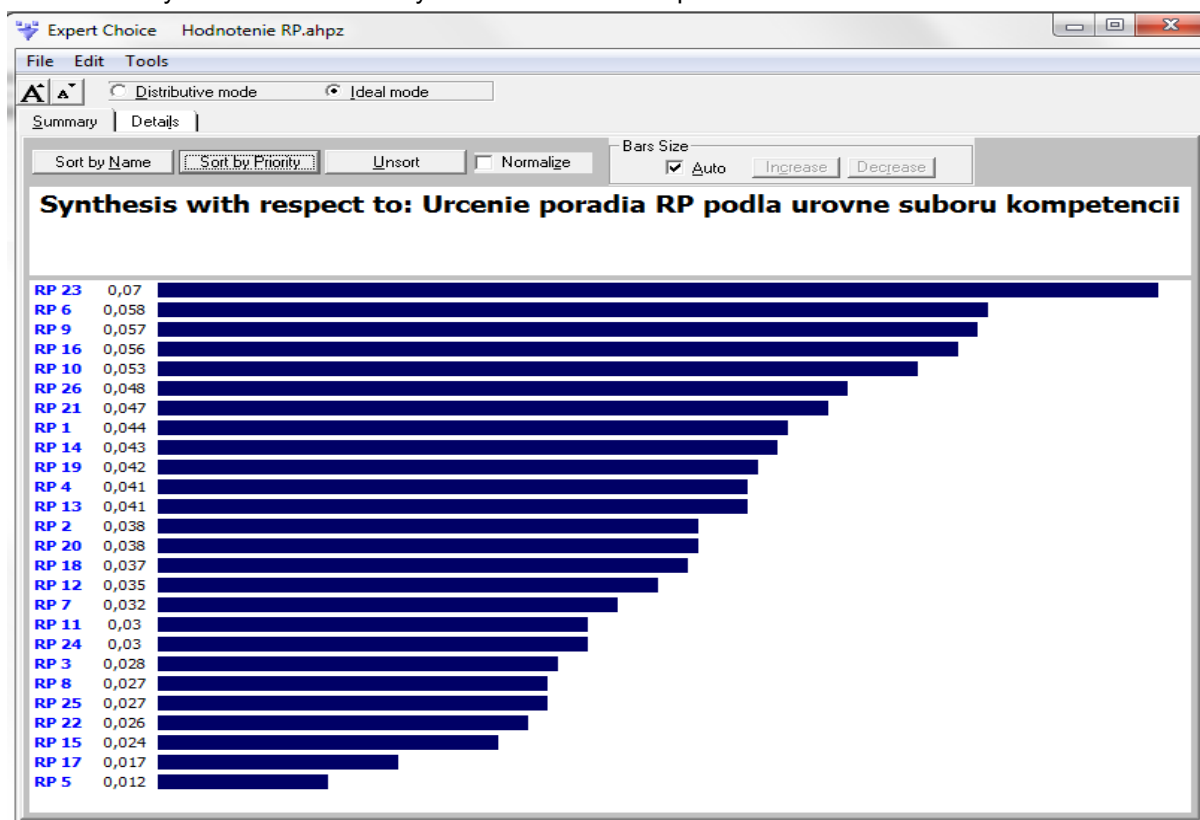 Expert Choice Hodnotenie RP.ahpz
File Edit Tools
A A Distributive mode Ideal mode
Summary Details
Bars Size
Sort by Name Sort by Priority Unsort Normalize Auto Increase Decrease
Synthesis with respect to: Urcenie poradia RP podla urovne suboru kompetencii
RP 23 0,07
RP 6 0,058
RP 9 0,057
RP 16 0,056
RP 10 0,053
RP 26 0,048
RP 21 0,047
RP 1 0,044
RP 14 0,043
RP 19 0,042
RP 4 0,041
RP 13 0,041
RP 2 0,038
RP 20 0,038
RP 18 0,037
RP 12 0,035
RP 7 0,032
RP 11 0,03
RP 24 0,03
RP 3 0,028
RP 8 0,027
RP 25 0,027
RP 22 0,026
RP 15 0,024
RP 17 0,017
RP 5 0,012